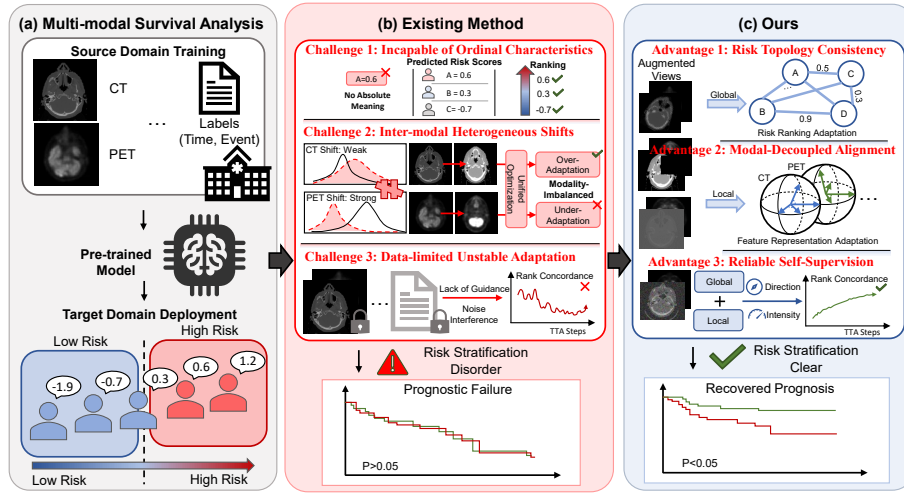 (a) Multi-modal Survival Analysis
Source Domain Training
CT
...
PET
Labels
(Time, Event)
Pre-trained
Model
Target Domain Deployment
Low Risk
High Risk
-1.9
-0.7
0.3
0.6
1.2
Low Risk
High Risk
(b) Existing Method
Challenge 1: Incapable of Ordinal Characteristics
A=0.6
No Absolute
Meaning
Predicted Risk Scores
A = 0.6
B = 0.3
C= -0.7
Ranking
0.6
0.3
-0.7
Challenge 2: Inter-modal Heterogeneous Shifts
CT Shift: Weak
PET Shift: Strong
Unified
Optimization
Over-
Adaptation
Modality-
Imbalanced
Under-
Adaptation
Challenge 3: Data-limited Unstable Adaptation
...
Lack of Guidance
Noise
Interference
Rank Concordance
TTA Steps
Risk Stratification
Disorder
Prognostic Failure
P>0.05
(c) Ours
Advantage 1: Risk Topology Consistency
Augmented
Views
Global
A
B
C
D
0.5
0.3
0.9
...
Risk Ranking Adaptation
Advantage 2: Modal-Decoupled Alignment
Local
CT
PET
...
Feature Representation Adaptation
Advantage 3: Reliable Self-Supervision
Global
+
Local
Direction
Intensity
Rank Concordance
TTA Steps
Risk Stratification
Clear
Recovered Prognosis
P<0.05